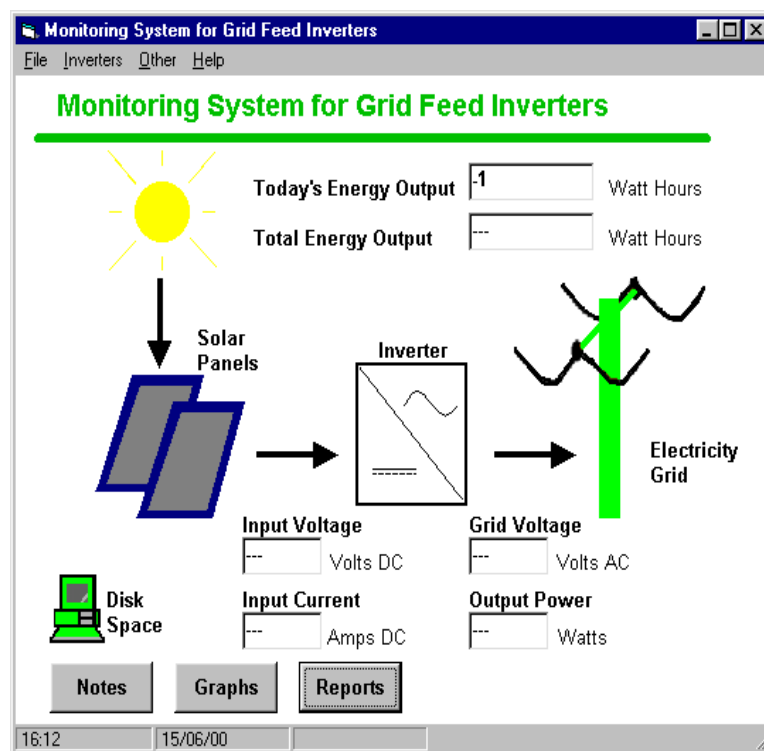 Monitoring System for Grid Feed Inverters
File Inverters Other Help
Monitoring System for Grid Feed Inverters
Today's Energy Output -1 Watt Hours
Total Energy Output --- Watt Hours
Solar
Panels
Inverter
Electricity
Grid
Input Voltage
--- Volts DC
Grid Voltage
--- Volts AC
Disk
Space
Input Current
--- Amps DC
Output Power
--- Watts
Notes Graphs Reports
16:12 15/06/00